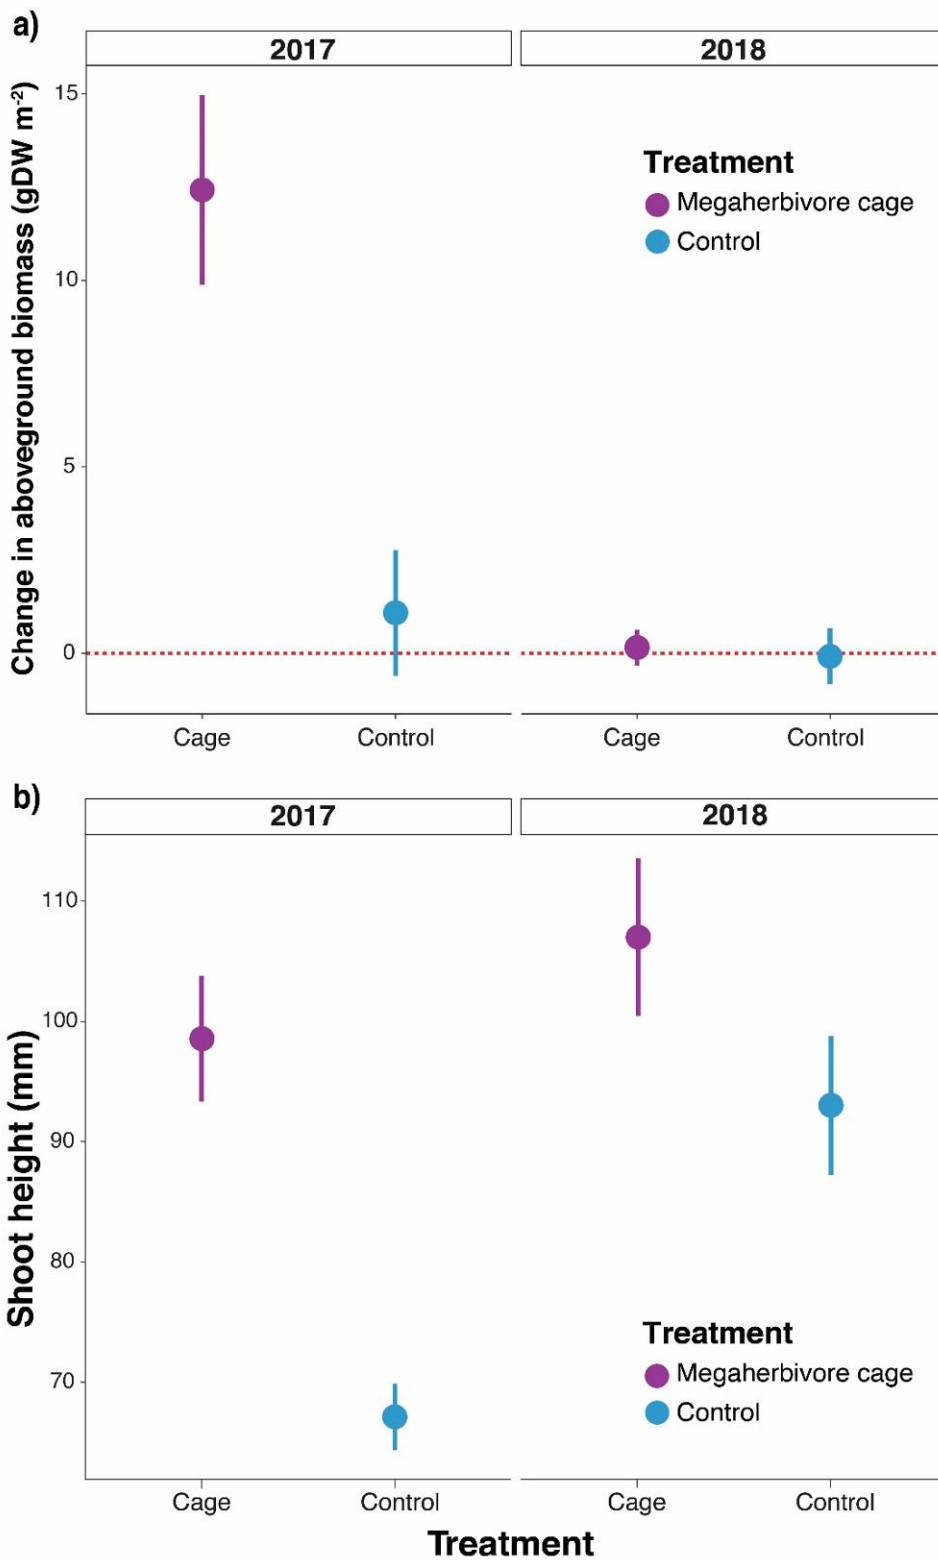 a)
2017
2018
Change in aboveground biomass (gDW m⁻²)
15
10
5
0
Treatment
Megaherbivore cage
Control
Cage
Control
Cage
Control
b)
2017
2018
Shoot height (mm)
110
100
90
80
70
Treatment
Megaherbivore cage
Control
Cage
Control
Cage
Control
Treatment